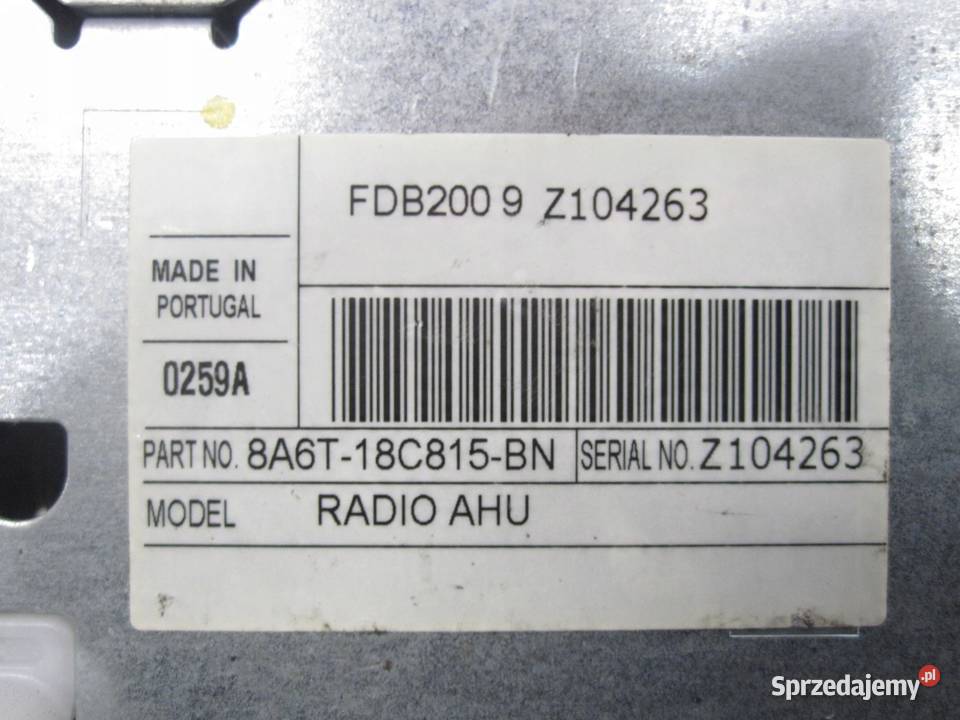 FDB200 9 Z104263
MADE IN
PORTUGAL
0259A
PART NO. 8A6T-18C815-BN SERIAL NO. Z104263
MODEL RADIO AHU
Sprzedajemy.pl